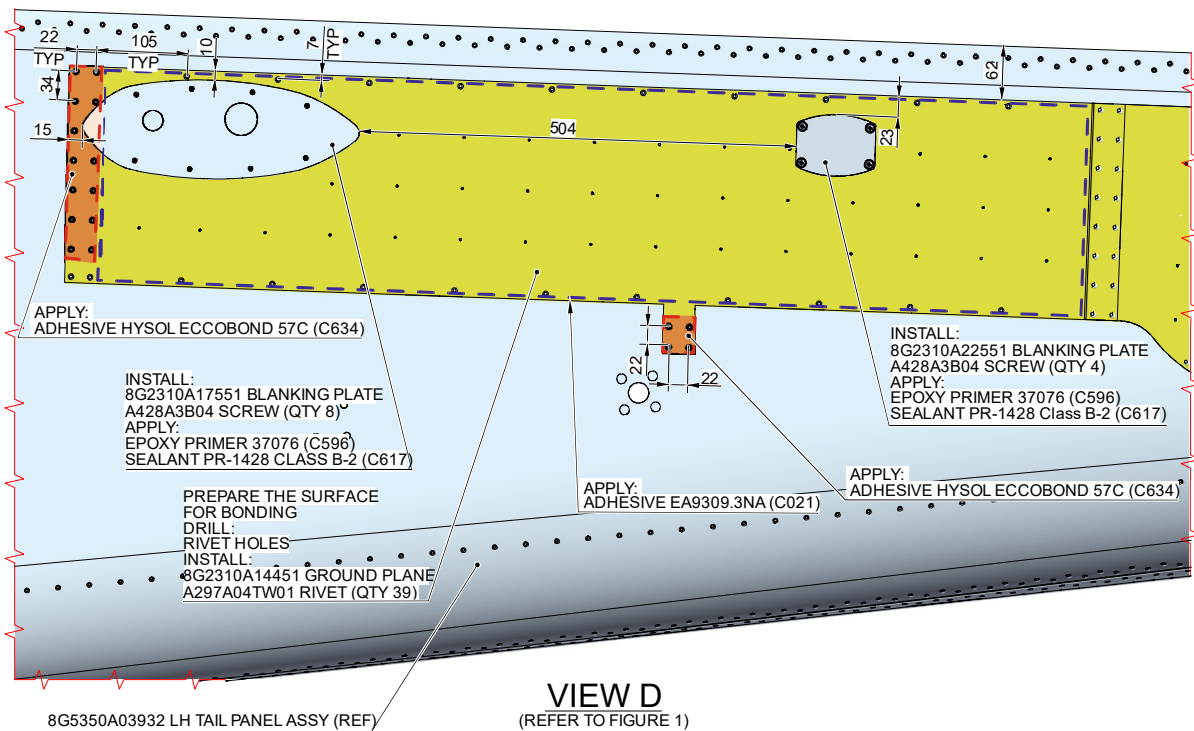 22
TYP
105
TYP
10
7
TYP
62
34
15
504
23
APPLY:
ADHESIVE HYSOL ECCOBOND 57C (C634)
INSTALL:
8G2310A17551 BLANKING PLATE
A428A3B04 SCREW (QTY 8)
APPLY:
EPOXY PRIMER 37076 (C596)
SEALANT PR-1428 CLASS B-2 (C617)
22
22
INSTALL:
8G2310A22551 BLANKING PLATE
A428A3B04 SCREW (QTY 4)
APPLY:
EPOXY PRIMER 37076 (C596)
SEALANT PR-1428 Class B-2 (C617)
APPLY:
ADHESIVE EA9309.3NA (C021)
APPLY:
ADHESIVE HYSOL ECCOBOND 57C (C634)
PREPARE THE SURFACE
FOR BONDING
DRILL:
RIVET HOLES
INSTALL:
8G2310A14451 GROUND PLANE
A297A04TW01 RIVET (QTY 39)
8G5350A03932 LH TAIL PANEL ASSY (REF)
VIEW D
(REFER TO FIGURE 1)